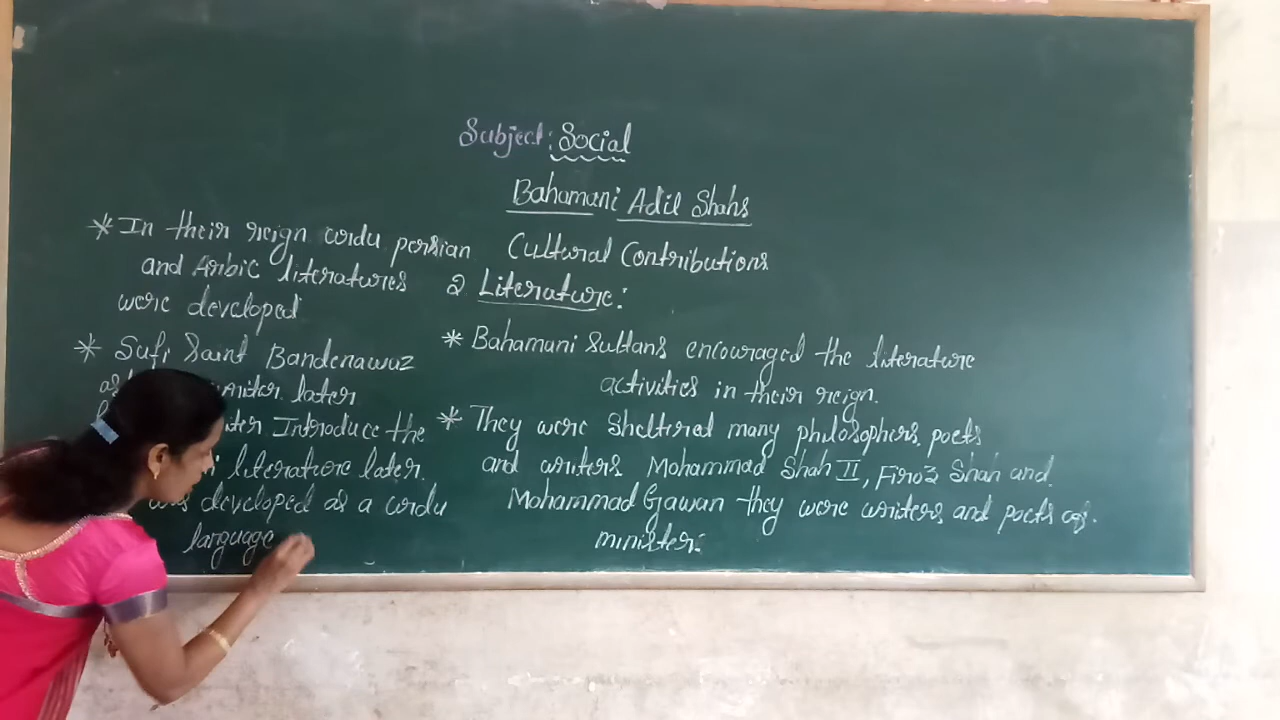 Subject: Social
Bahamani Adil Shahs
Cultural Contributions
2 Literature:
* Bahamani Sultans encouraged the literature
activities in their reign.
* They were Sheltered many philosophers, poets
and writers Mohammad Shah II, Firoz Shah and
Mohammad Gawan they were writers and poets
minister.
* In their reign urdu persian
and Arbic literatures
were developed
* Sufi Saint Bandenawuz
later
Introduce the
literature later.
was developed as a urdu
language